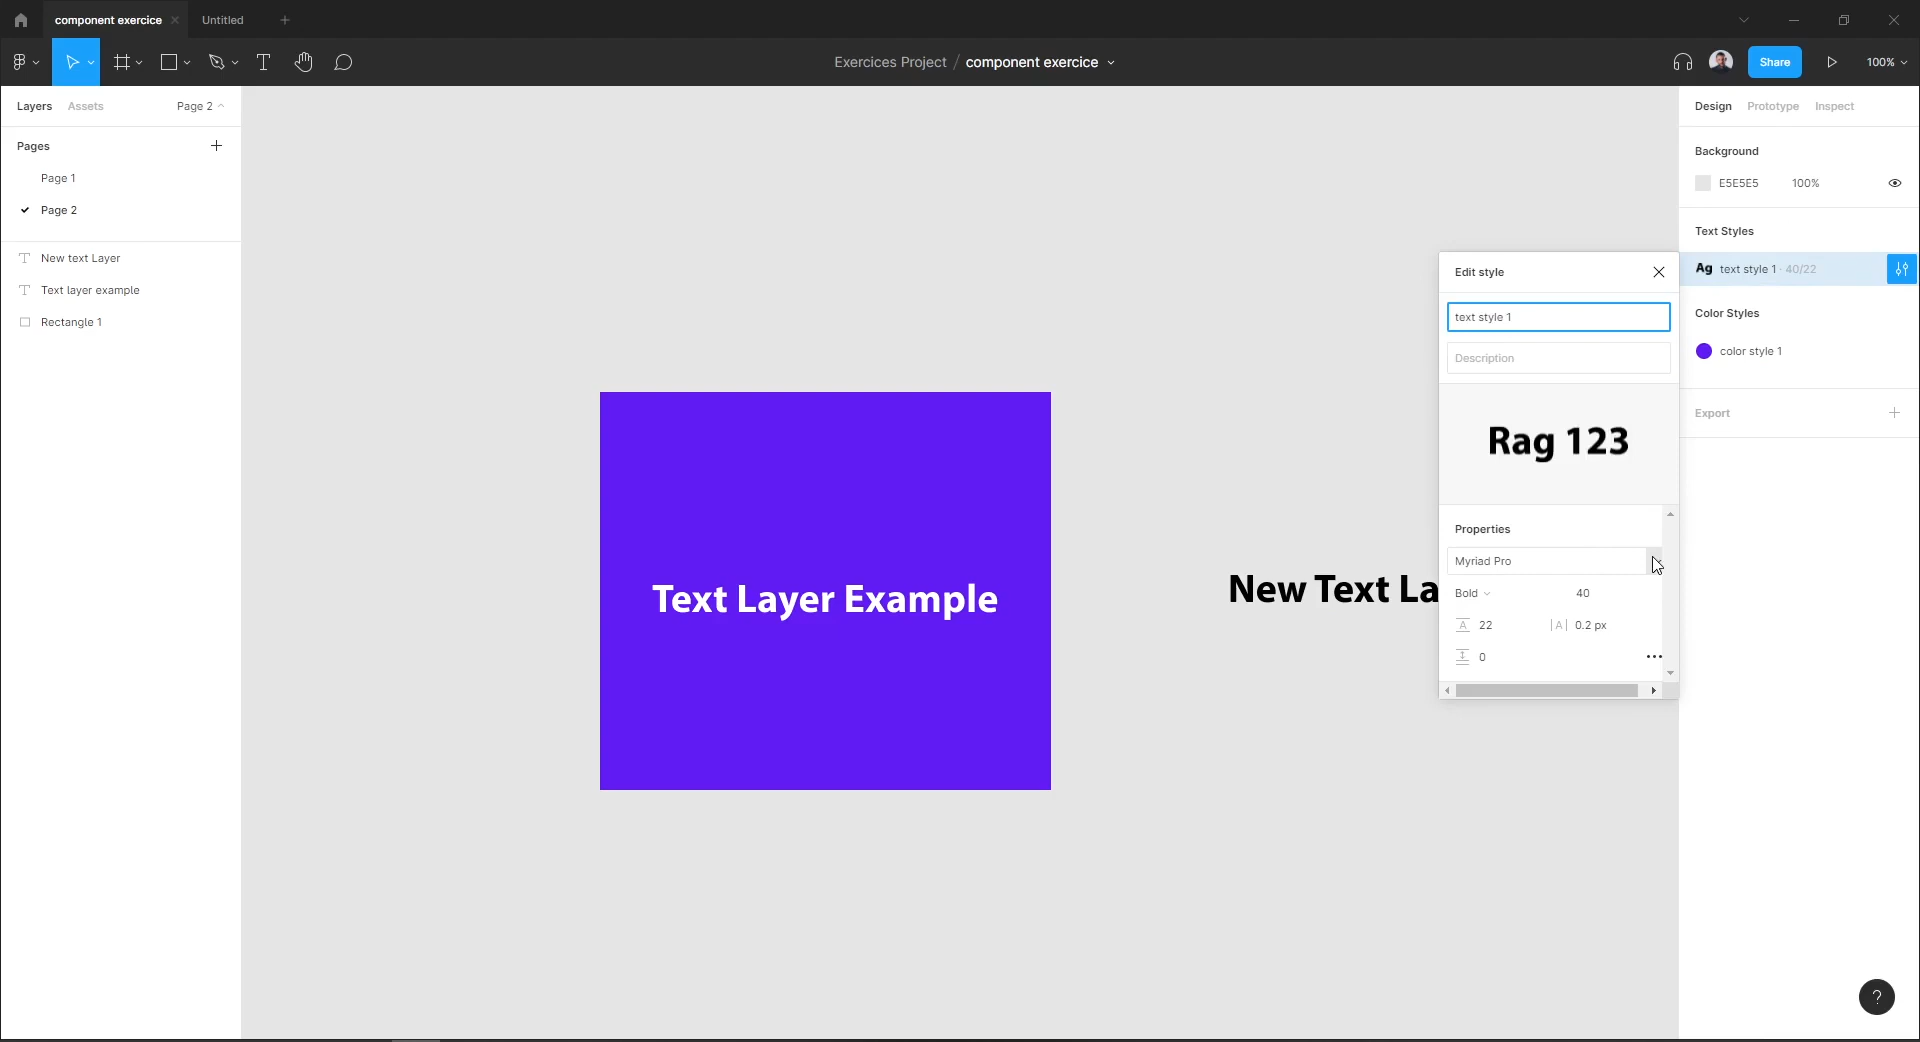 component exercice
Untitled
Exercices Project / component exercice
Share
100%
Layers
Assets
Page 2
Pages
Page 1
Page 2
New text Layer
Text layer example
Rectangle 1
Text Layer Example
New Text La
Edit style
text style 1
Description
Rag 123
Properties
Myriad Pro
Bold
40
A 22
|A| 0.2 px
0
Design
Prototype
Inspect
Background
E5E5E5
100%
Text Styles
Ag text style 1 · 40/22
Color Styles
color style 1
Export
?